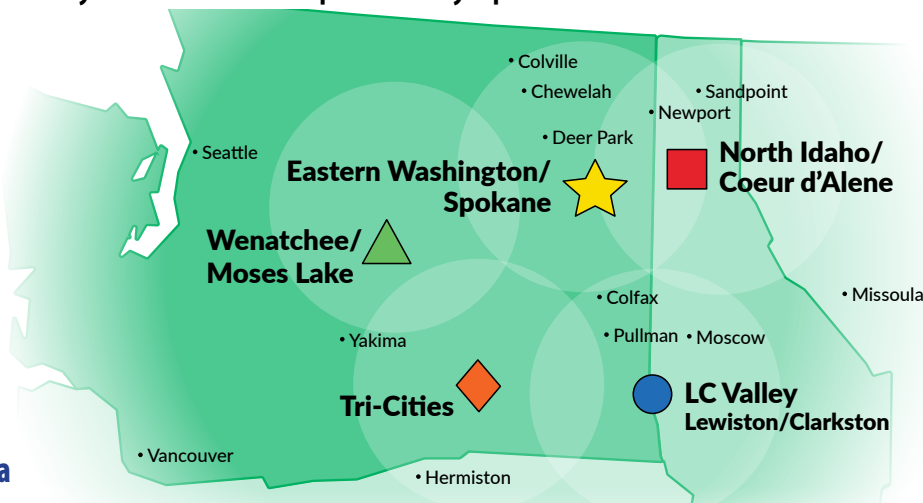 Colville
Chewelah
Sandpoint
Newport
Deer Park
Seattle
Eastern Washington/
Spokane
North Idaho/
Coeur d’Alene
Wenatchee/
Moses Lake
Colfax
Missoula
Yakima
Pullman
Moscow
Tri-Cities
LC Valley
Lewiston/Clarkston
Vancouver
Hermiston
a